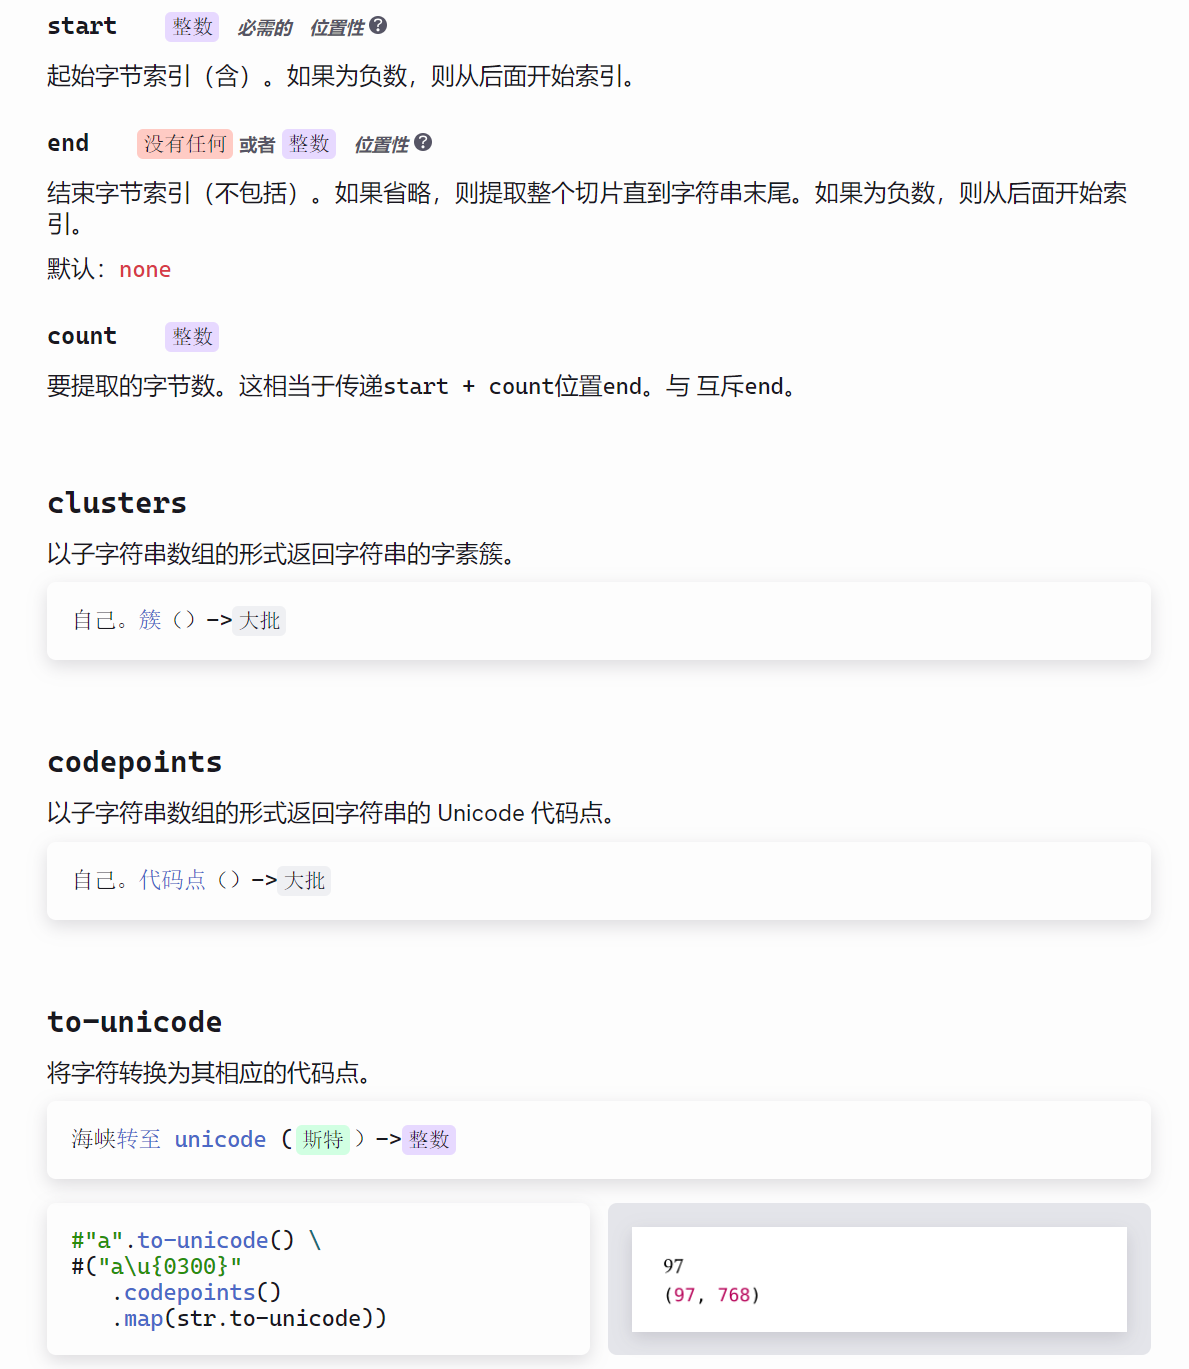 start 整数 必需的 位置性?
起始字节索引（含）。如果为负数，则从后面开始索引。
end 没有任何 或者 整数 位置性?
结束字节索引（不包括）。如果省略，则提取整个切片直到字符串末尾。如果为负数，则从后面开始索
引。
默认：none
count 整数
要提取的字节数。这相当于传递start + count位置end。与 互斥end。
clusters
以子字符串数组的形式返回字符串的字素簇。
自己。簇（）->大批
codepoints
以子字符串数组的形式返回字符串的 Unicode 代码点。
自己。代码点（）->大批
to-unicode
将字符转换为其相应的代码点。
海峡转至 unicode (斯特）->整数
#"a".to-unicode() \
#("a\u{0300}"
.codepoints()
.map(str.to-unicode))
97
(97, 768)